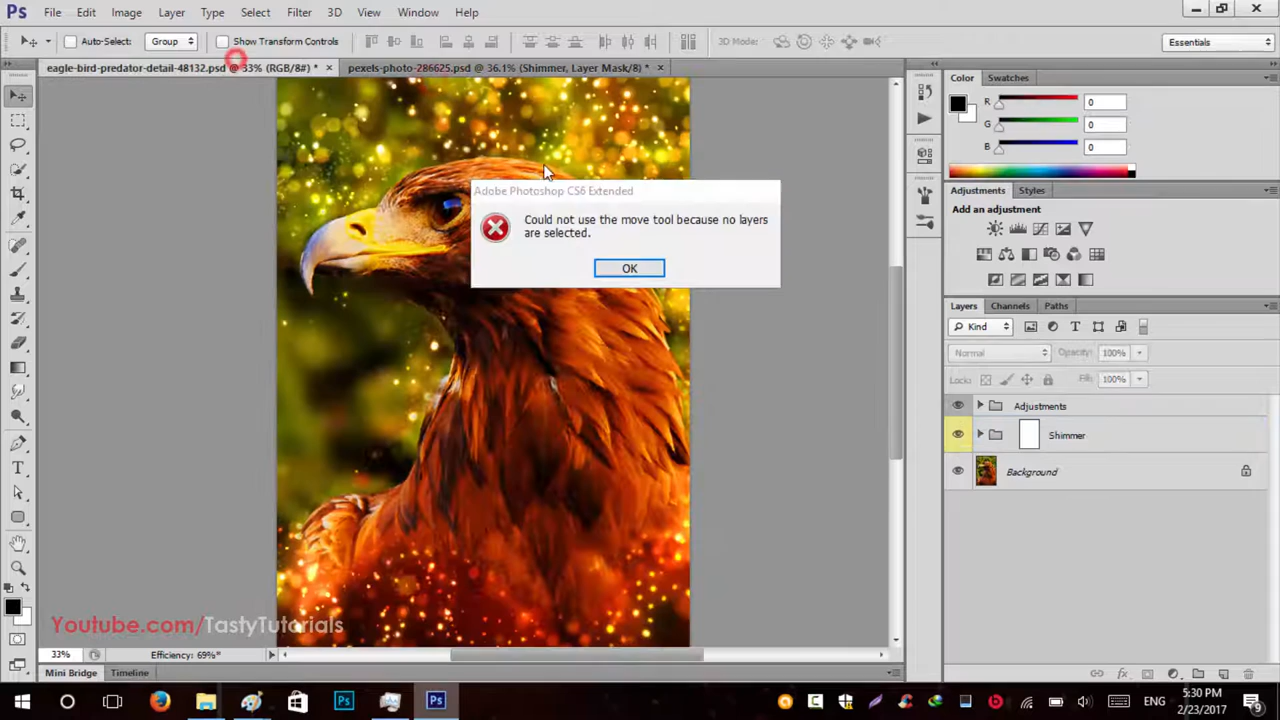 Ps File Edit Image Layer Type Select Filter 3D View Window Help
Auto-Select: Group Show Transform Controls 3D Mode: Essentials
eagle-bird-predator-detail-48132.psd @ 33% (RGB/8#) * × pexels-photo-286625.psd @ 36.1% (Shimmer, Layer Mask/8) * ×
Color Swatches
R 0
G 0
B 0
Adobe Photoshop CS6 Extended
Could not use the move tool because no layers
are selected.
OK
Adjustments Styles
Add an adjustment
Layers Channels Paths
Kind
Normal Opacity: 100%
Lock: Fill: 100%
Adjustments
Shimmer
Background
Youtube.com/TastyTutorials
33% Efficiency: 69%*
Mini Bridge Timeline
Ps Ps ENG 5:30 PM
2/23/2017 9